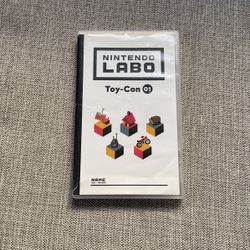 NINTENDO
LABO
Toy-Con 01
NAME